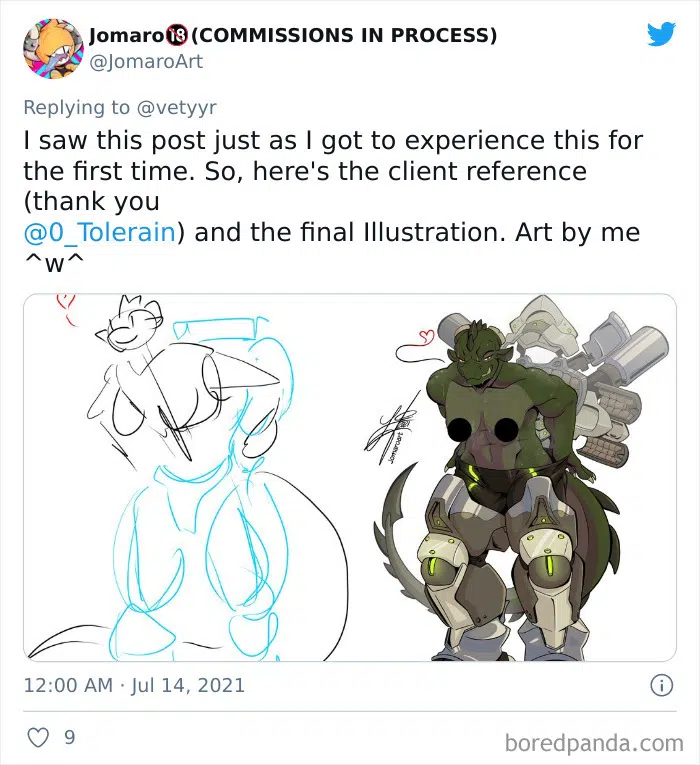 Jomaro🔞(COMMISSIONS IN PROCESS)
@JomaroArt
Replying to @vetyyr
I saw this post just as I got to experience this for
the first time. So, here's the client reference
(thank you
@0_Tolerain) and the final Illustration. Art by me
^w^
jomaroart
12:00 AM · Jul 14, 2021
9
boredpanda.com